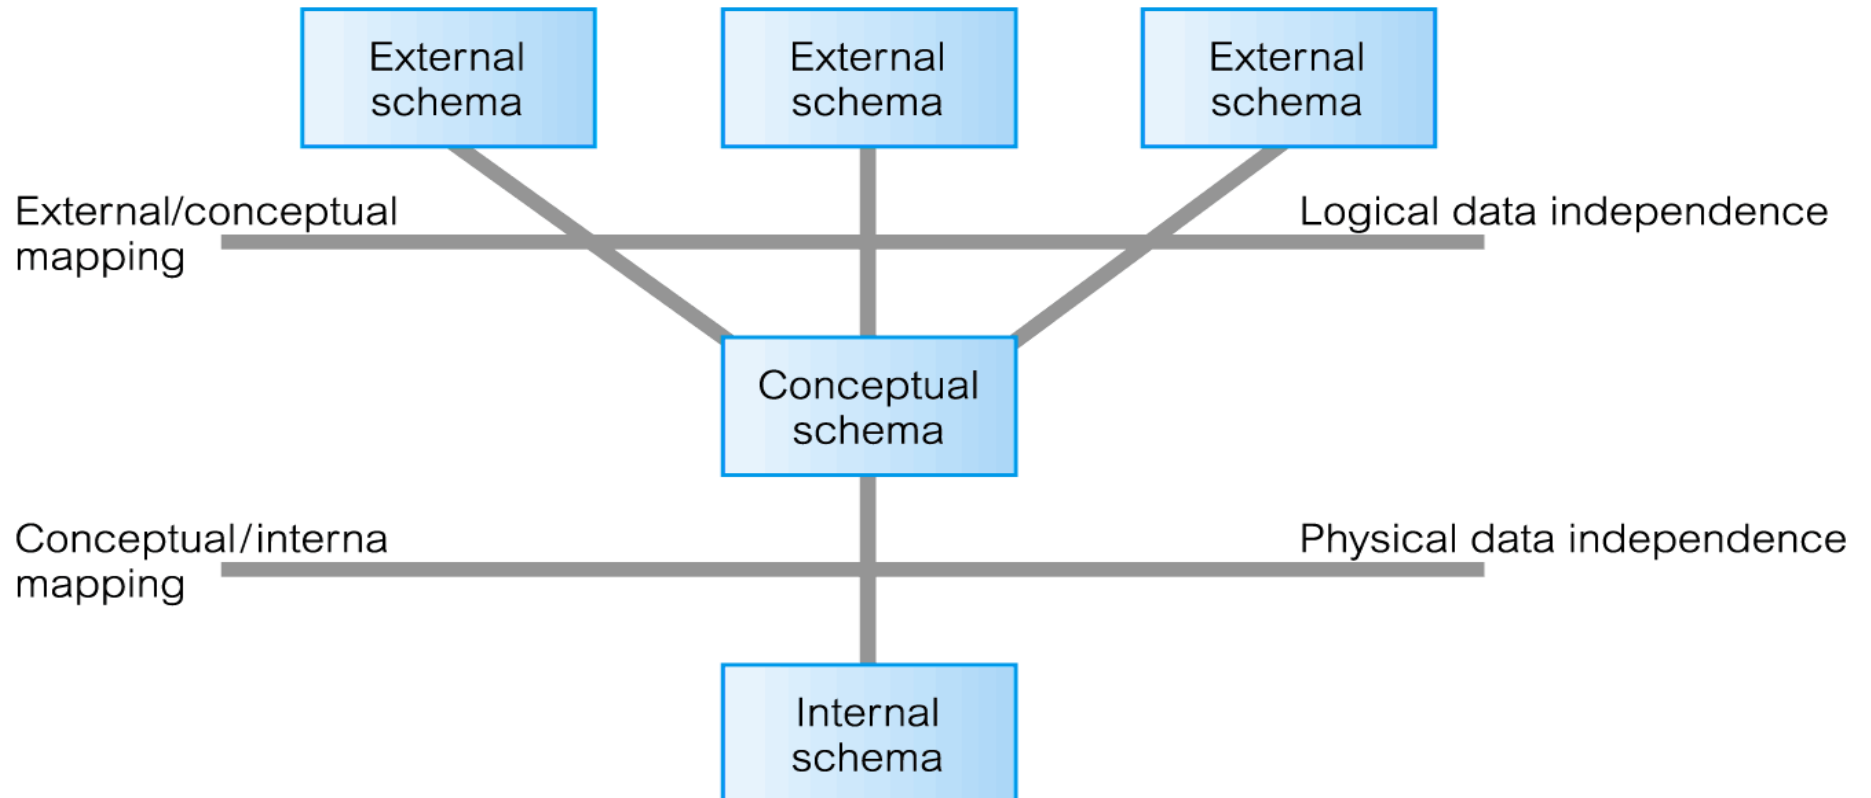 External
schema
External
schema
External
schema
External/conceptual
mapping
Logical data independence
Conceptual
schema
Conceptual/interna
mapping
Physical data independence
Internal
schema